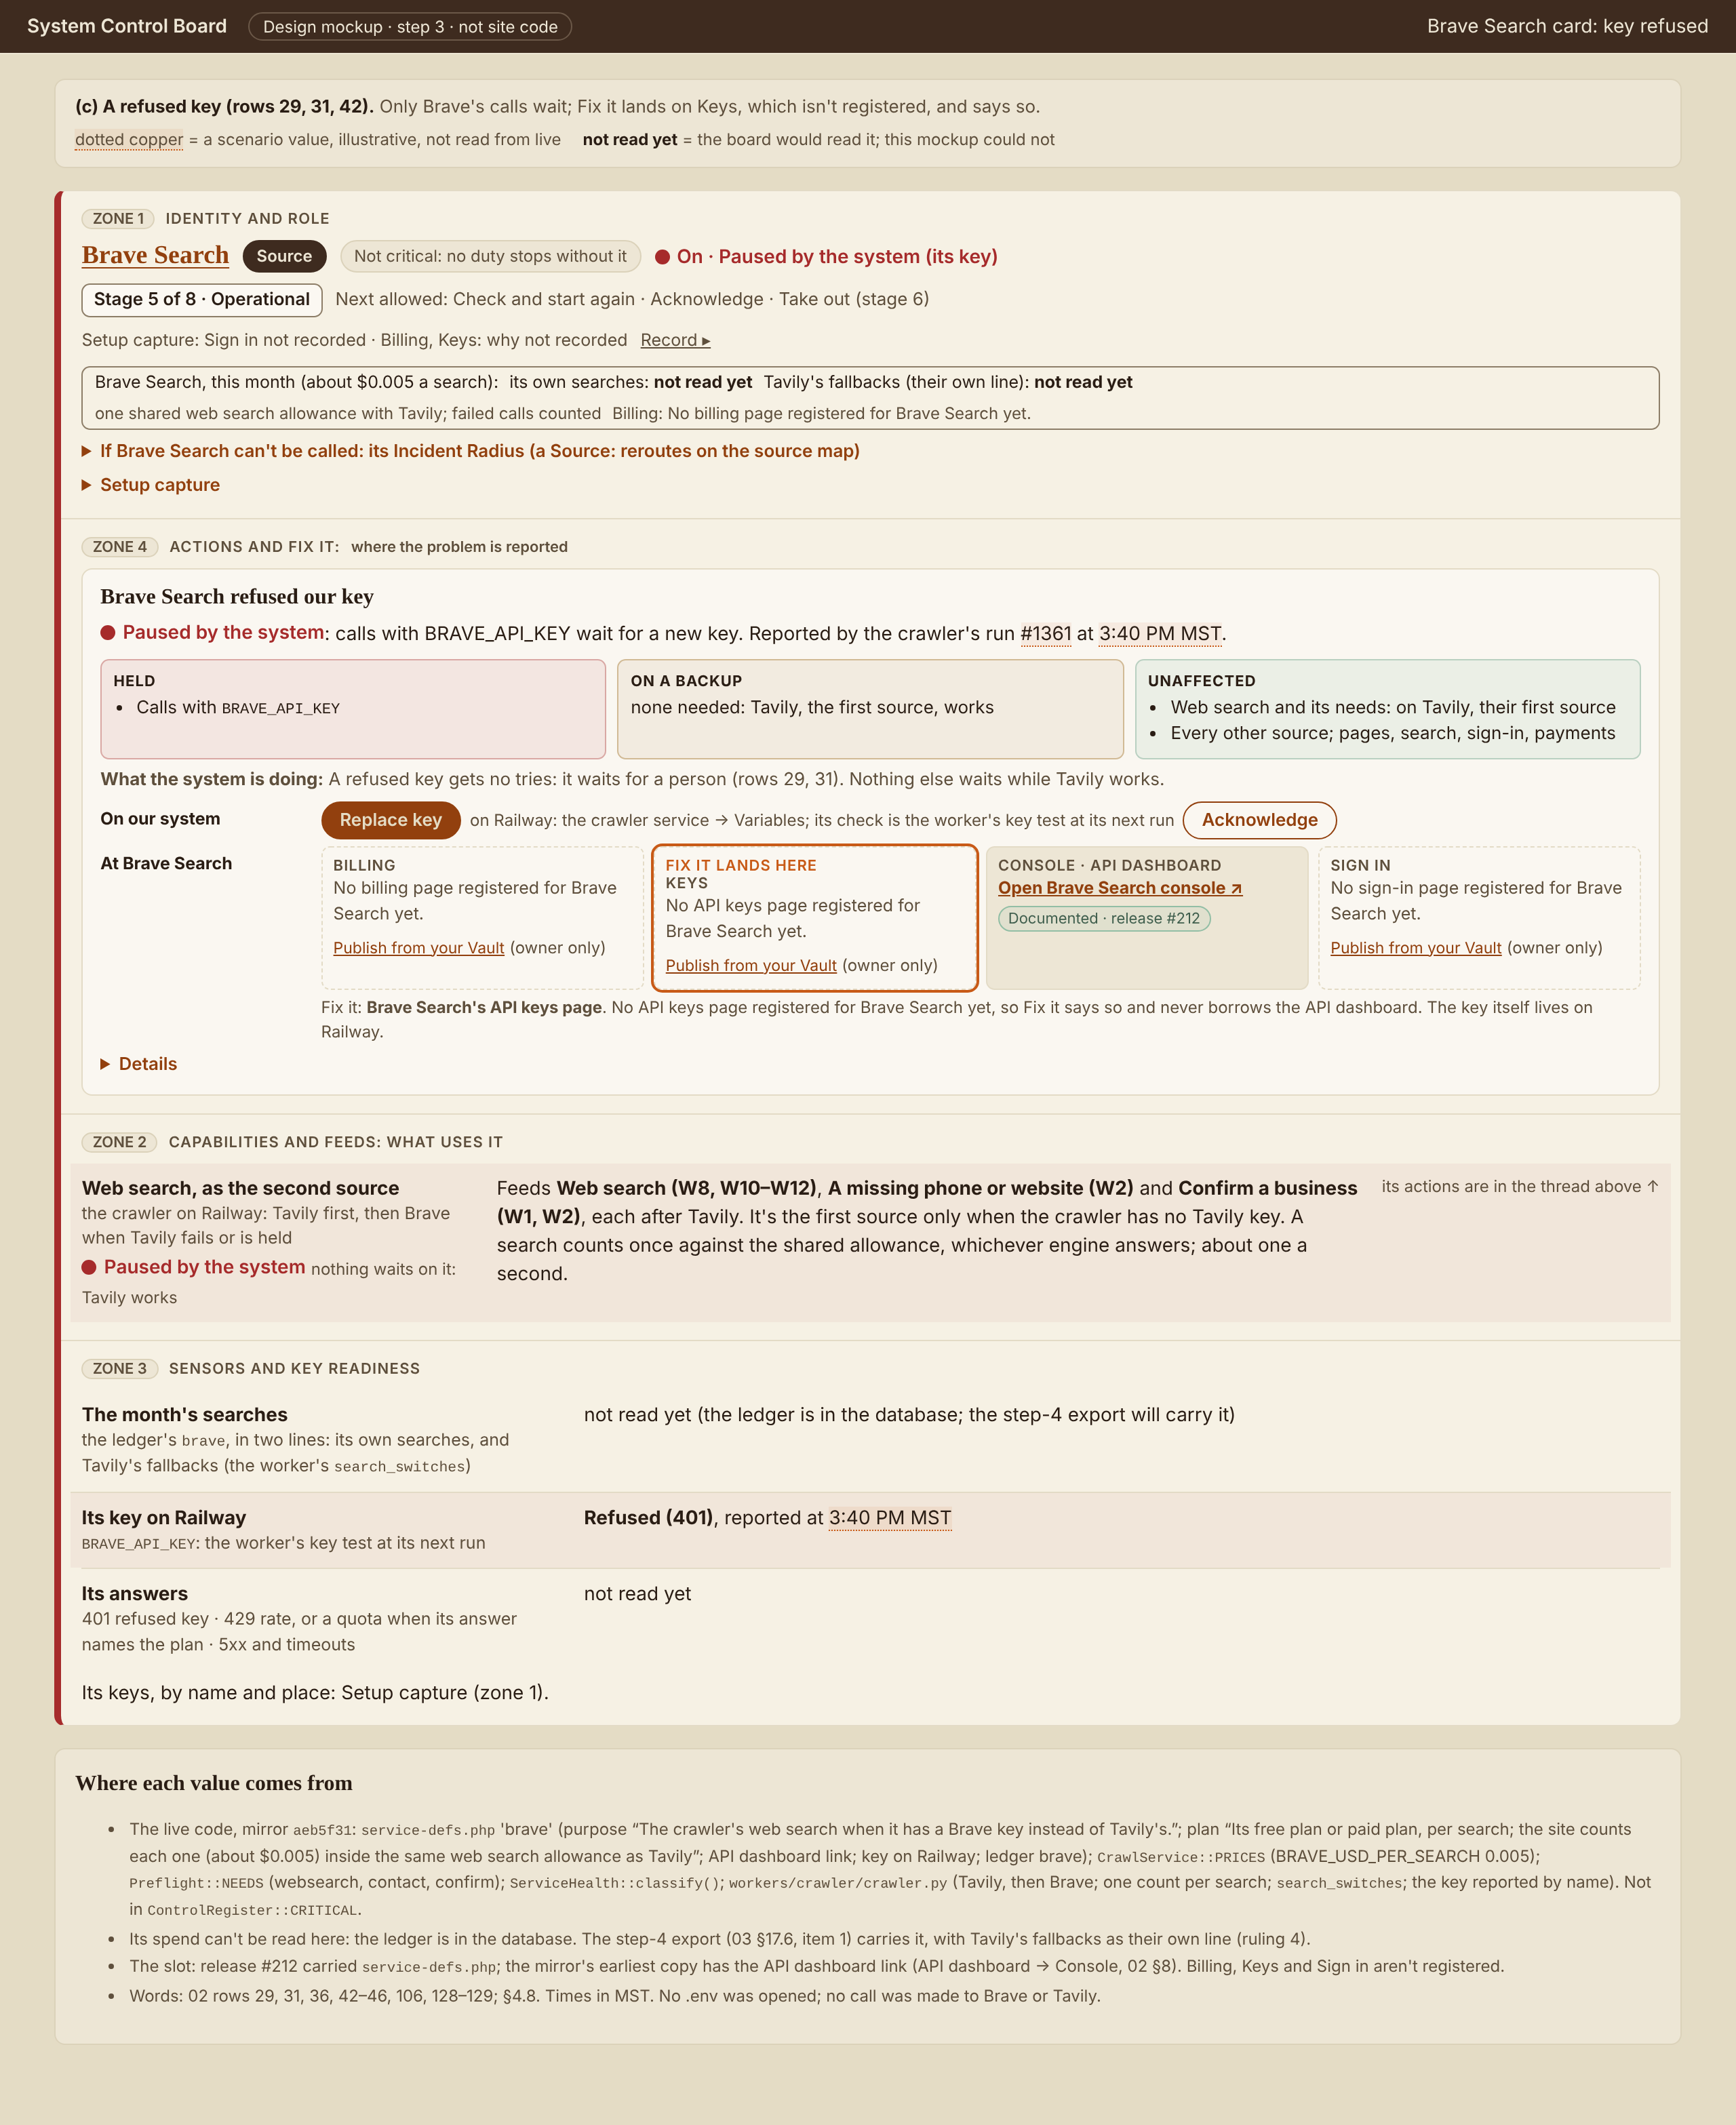 System Control Board
Design mockup · step 3 · not site code
Brave Search card: key refused
(c) A refused key (rows 29, 31, 42). Only Brave's calls wait; Fix it lands on Keys, which isn't registered, and says so.
dotted copper = a scenario value, illustrative, not read from live not read yet = the board would read it; this mockup could not
ZONE 1 IDENTITY AND ROLE
Brave Search Source Not critical: no duty stops without it On · Paused by the system (its key)
Stage 5 of 8 · Operational Next allowed: Check and start again · Acknowledge · Take out (stage 6)
Setup capture: Sign in not recorded · Billing, Keys: why not recorded Record ▸
Brave Search, this month (about $0.005 a search): its own searches: not read yet Tavily's fallbacks (their own line): not read yet
one shared web search allowance with Tavily; failed calls counted Billing: No billing page registered for Brave Search yet.
▶ If Brave Search can't be called: its Incident Radius (a Source: reroutes on the source map)
▶ Setup capture
ZONE 4 ACTIONS AND FIX IT: where the problem is reported
Brave Search refused our key
Paused by the system: calls with BRAVE_API_KEY wait for a new key. Reported by the crawler's run #1361 at 3:40 PM MST.
HELD
• Calls with BRAVE_API_KEY
ON A BACKUP
none needed: Tavily, the first source, works
UNAFFECTED
• Web search and its needs: on Tavily, their first source
• Every other source; pages, search, sign-in, payments
What the system is doing: A refused key gets no tries: it waits for a person (rows 29, 31). Nothing else waits while Tavily works.
On our system Replace key on Railway: the crawler service → Variables; its check is the worker's key test at its next run Acknowledge
At Brave Search
BILLING
No billing page registered for Brave
Search yet.
Publish from your Vault (owner only)
FIX IT LANDS HERE
KEYS
No API keys page registered for
Brave Search yet.
Publish from your Vault (owner only)
CONSOLE · API DASHBOARD
Open Brave Search console ↗
Documented · release #212
SIGN IN
No sign-in page registered for Brave
Search yet.
Publish from your Vault (owner only)
Fix it: Brave Search's API keys page. No API keys page registered for Brave Search yet, so Fix it says so and never borrows the API dashboard. The key itself lives on
Railway.
▶ Details
ZONE 2 CAPABILITIES AND FEEDS: WHAT USES IT
Web search, as the second source
the crawler on Railway: Tavily first, then Brave
when Tavily fails or is held
Paused by the system nothing waits on it:
Tavily works
Feeds Web search (W8, W10–W12), A missing phone or website (W2) and Confirm a business
(W1, W2), each after Tavily. It's the first source only when the crawler has no Tavily key. A
search counts once against the shared allowance, whichever engine answers; about one a
second.
its actions are in the thread above ↑
ZONE 3 SENSORS AND KEY READINESS
The month's searches
the ledger's brave, in two lines: its own searches, and
Tavily's fallbacks (the worker's search_switches)
not read yet (the ledger is in the database; the step-4 export will carry it)
Its key on Railway
BRAVE_API_KEY: the worker's key test at its next run
Refused (401), reported at 3:40 PM MST
Its answers
401 refused key · 429 rate, or a quota when its answer
names the plan · 5xx and timeouts
not read yet
Its keys, by name and place: Setup capture (zone 1).
Where each value comes from
• The live code, mirror aeb5f31: service-defs.php 'brave' (purpose “The crawler's web search when it has a Brave key instead of Tavily's.”; plan “Its free plan or paid plan, per search; the site counts
each one (about $0.005) inside the same web search allowance as Tavily”; API dashboard link; key on Railway; ledger brave); CrawlService::PRICES (BRAVE_USD_PER_SEARCH 0.005);
Preflight::NEEDS (websearch, contact, confirm); ServiceHealth::classify(); workers/crawler/crawler.py (Tavily, then Brave; one count per search; search_switches; the key reported by name). Not
in ControlRegister::CRITICAL.
• Its spend can't be read here: the ledger is in the database. The step-4 export (03 §17.6, item 1) carries it, with Tavily's fallbacks as their own line (ruling 4).
• The slot: release #212 carried service-defs.php; the mirror's earliest copy has the API dashboard link (API dashboard → Console, 02 §8). Billing, Keys and Sign in aren't registered.
• Words: 02 rows 29, 31, 36, 42–46, 106, 128–129; §4.8. Times in MST. No .env was opened; no call was made to Brave or Tavily.